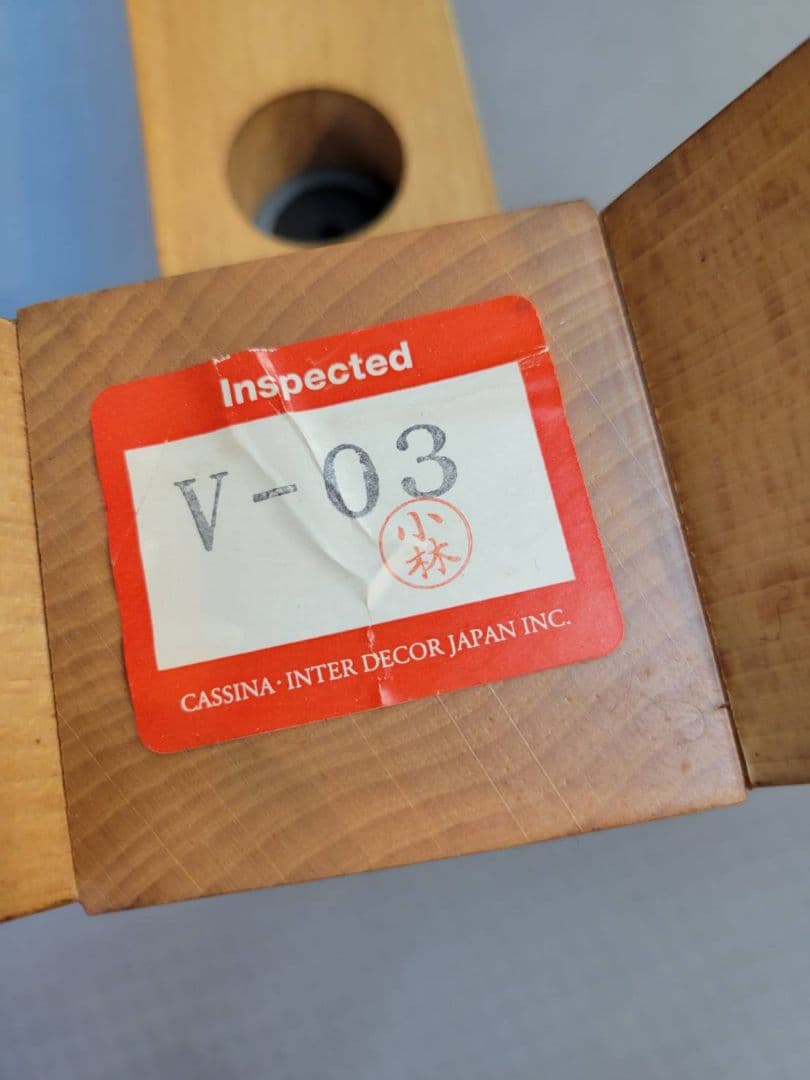 Inspected
V-03
小
林
CASSINA·INTER DECOR JAPAN INC.